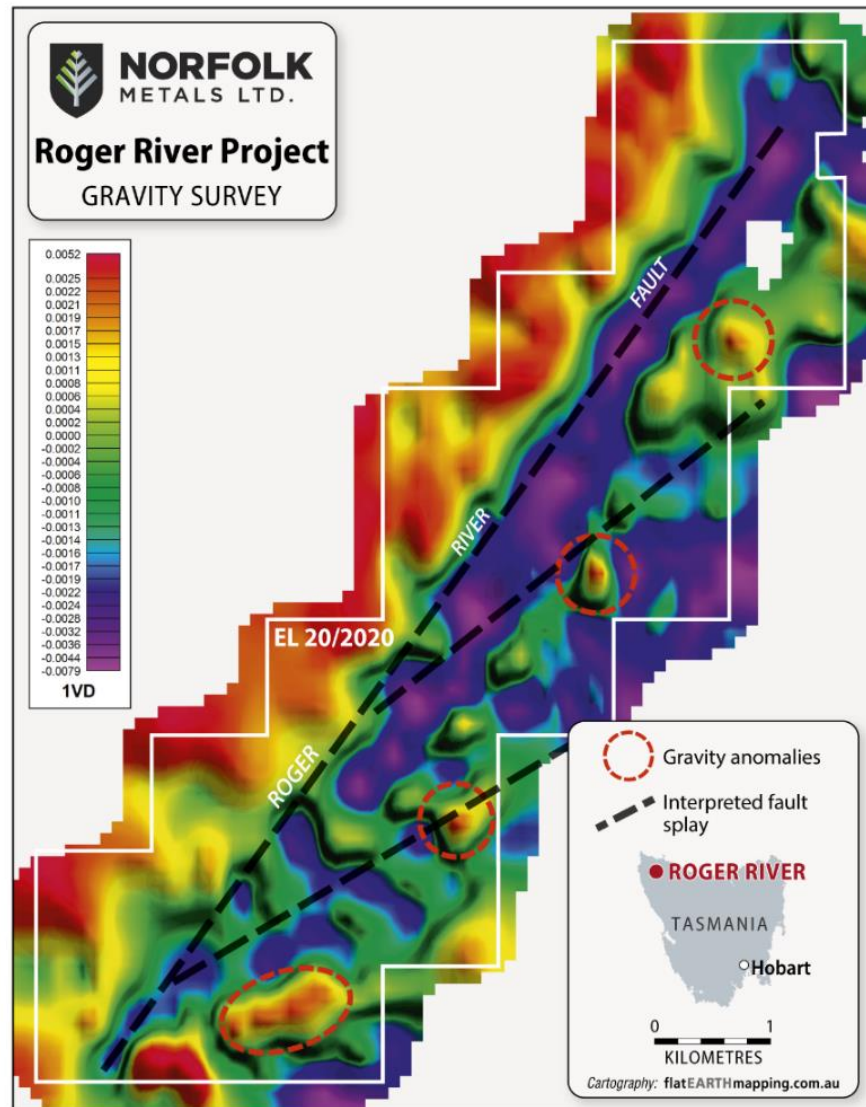 NORFOLK
METALS LTD.
Roger River Project
GRAVITY SURVEY
0.0052
0.0025
0.0022
0.0021
0.0019
0.0017
0.0015
0.0013
0.0011
0.0008
0.0006
0.0004
0.0002
0.0000
-0.0002
-0.0004
-0.0006
-0.0008
-0.0010
-0.0011
-0.0013
-0.0014
-0.0016
-0.0017
-0.0019
-0.0022
-0.0024
-0.0028
-0.0032
-0.0036
-0.0044
-0.0079
1VD
FAULT
RIVER
EL 20/2020
ROGER
Gravity anomalies
Interpreted fault
splay
ROGER RIVER
TASMANIA
Hobart
0 1
KILOMETRES
Cartography: flatEARTHmapping.com.au